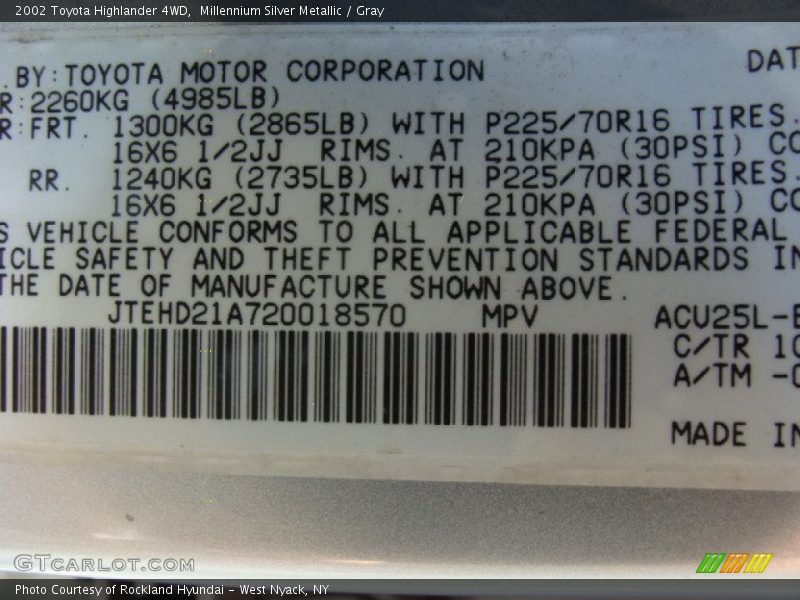 2002 Toyota Highlander 4WD, Millennium Silver Metallic / Gray
.BY:TOYOTA MOTOR CORPORATION DAT
R:2260KG (4985LB)
R:FRT. 1300KG (2865LB) WITH P225/70R16 TIRES.
16X6 1/2JJ RIMS. AT 210KPA (30PSI) CO
RR. 1240KG (2735LB) WITH P225/70R16 TIRES.
16X6 1/2JJ RIMS. AT 210KPA (30PSI) CO
S VEHICLE CONFORMS TO ALL APPLICABLE FEDERAL
ICLE SAFETY AND THEFT PREVENTION STANDARDS IN
THE DATE OF MANUFACTURE SHOWN ABOVE.
JTEHD21A720018570 MPV ACU25L-
C/TR 10
A/TM -0
MADE IN
GTCARLOT.COM
Photo Courtesy of Rockland Hyundai - West Nyack, NY